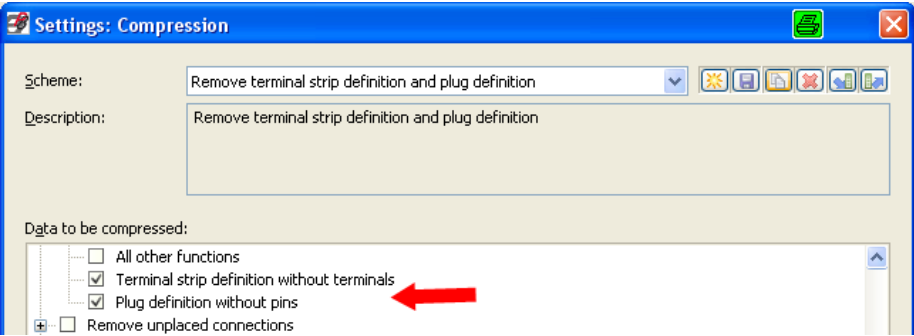 Settings: Compression
Scheme:
Remove terminal strip definition and plug definition
Description:
Remove terminal strip definition and plug definition
Data to be compressed:
All other functions
Terminal strip definition without terminals
Plug definition without pins
Remove unplaced connections